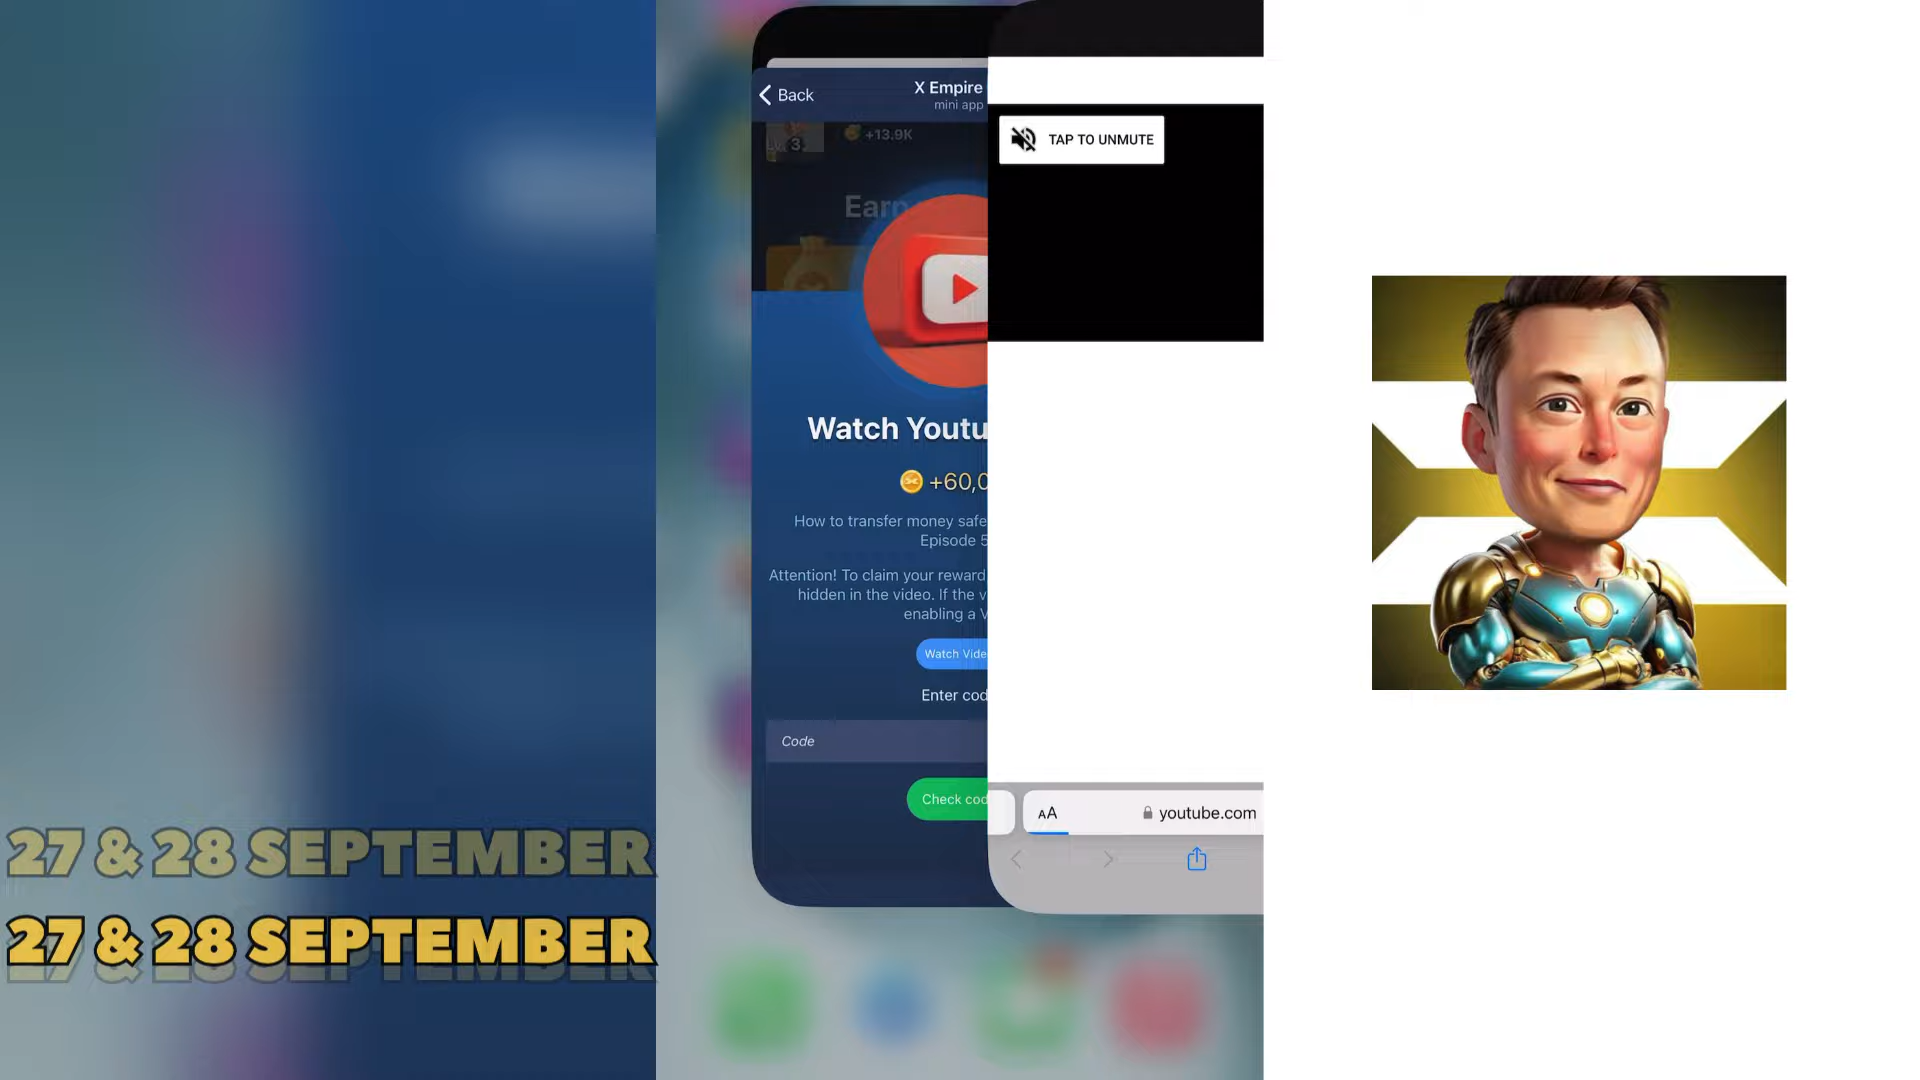 Back
X Empire
mini app
Lv. 3
+13.9K
Earn
Watch Youtu
+60,0
How to transfer money safe
Episode 5
Attention! To claim your reward
hidden in the video. If the v
enabling a V
Watch Vide
Enter cod
Code
Check cod
TAP TO UNMUTE
AA
youtube.com
27 & 28 SEPTEMBER
27 & 28 SEPTEMBER